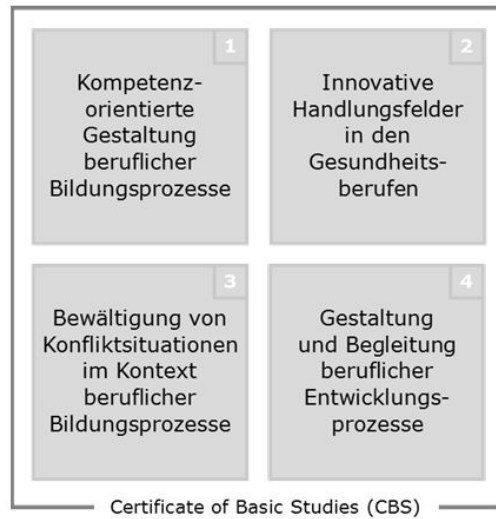 1
Kompetenz-
orientierte
Gestaltung
beruflicher
Bildungsprozesse
2
Innovative
Handlungsfelder
in den
Gesundheits-
berufen
3
Bewältigung von
Konfliktsituationen
im Kontext
beruflicher
Bildungsprozesse
4
Gestaltung
und Begleitung
beruflicher
Entwicklungs-
prozesse
Certificate of Basic Studies (CBS)